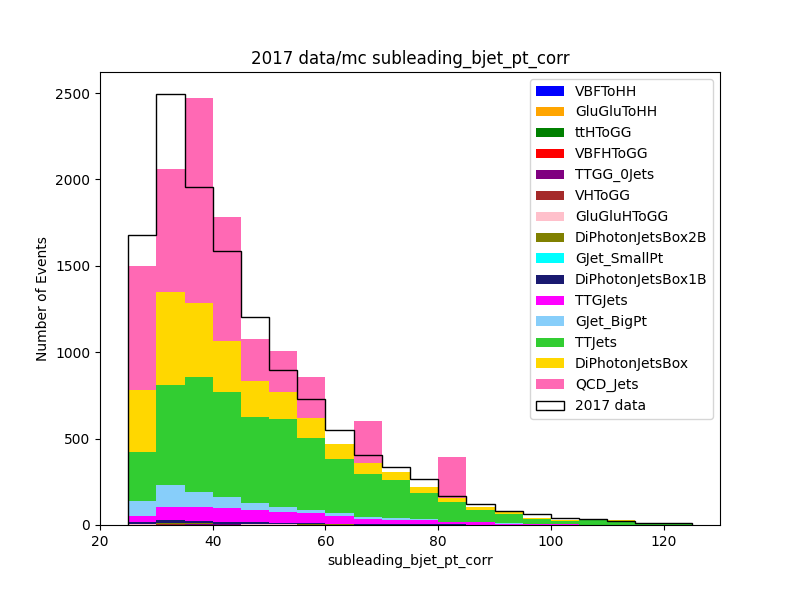 2017 data/mc subleading_bjet_pt_corr
Number of Events
2500
2000
1500
1000
500
0
20
40
60
80
100
120
subleading_bjet_pt_corr
VBFToHH
GluGluToHH
ttHToGG
VBFHToGG
TTGG_0Jets
VHToGG
GluGluHToGG
DiPhotonJetsBox2B
GJet_SmallPt
DiPhotonJetsBox1B
TTGJets
GJet_BigPt
TTJets
DiPhotonJetsBox
QCD_Jets
2017 data